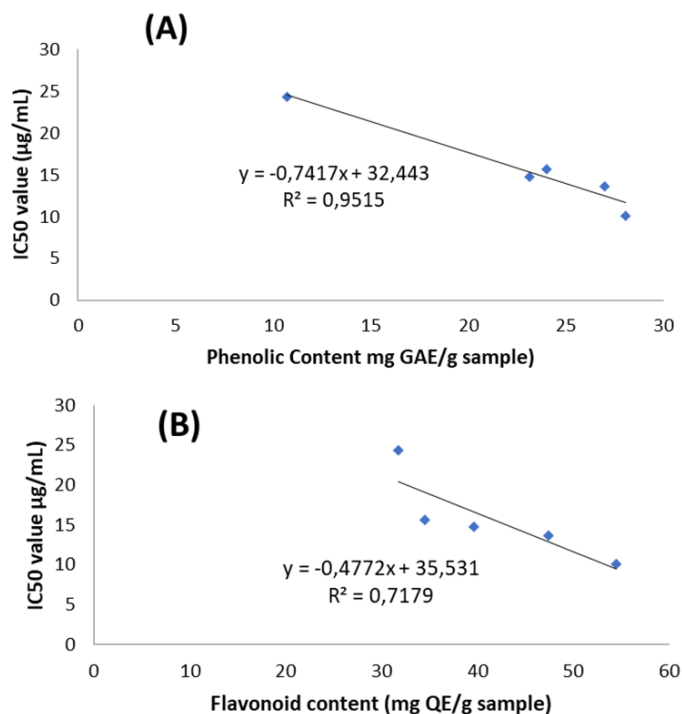 (A)
IC50 value (µg/mL)
30
25
20
15
10
5
0
y = -0,7417x + 32,443
R² = 0,9515
0 5 10 15 20 25 30
Phenolic Content mg GAE/g sample)
(B)
IC50 value µg/mL)
30
25
20
15
10
5
0
y = -0,4772x + 35,531
R² = 0,7179
0 10 20 30 40 50 60
Flavonoid content (mg QE/g sample)